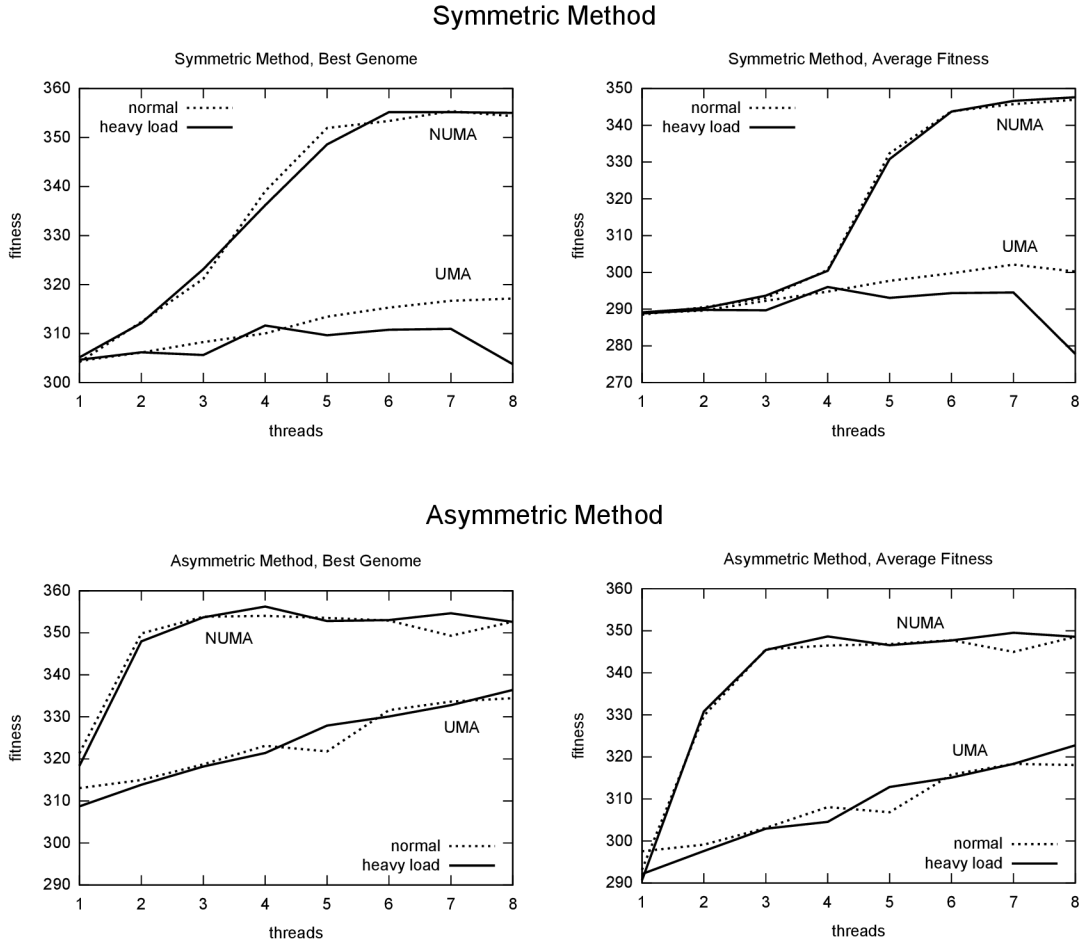 Symmetric Method
Symmetric Method, Best Genome
360
350
340
330
320
310
300
fitness
normal
heavy load
NUMA
UMA
1 2 3 4 5 6 7 8
threads
Symmetric Method, Average Fitness
350
340
330
320
310
300
290
280
270
fitness
normal
heavy load
NUMA
UMA
1 2 3 4 5 6 7 8
threads
Asymmetric Method
Asymmetric Method, Best Genome
360
350
340
330
320
310
300
290
fitness
NUMA
UMA
normal
heavy load
1 2 3 4 5 6 7 8
threads
Asymmetric Method, Average Fitness
360
350
340
330
320
310
300
290
fitness
NUMA
UMA
normal
heavy load
1 2 3 4 5 6 7 8
threads